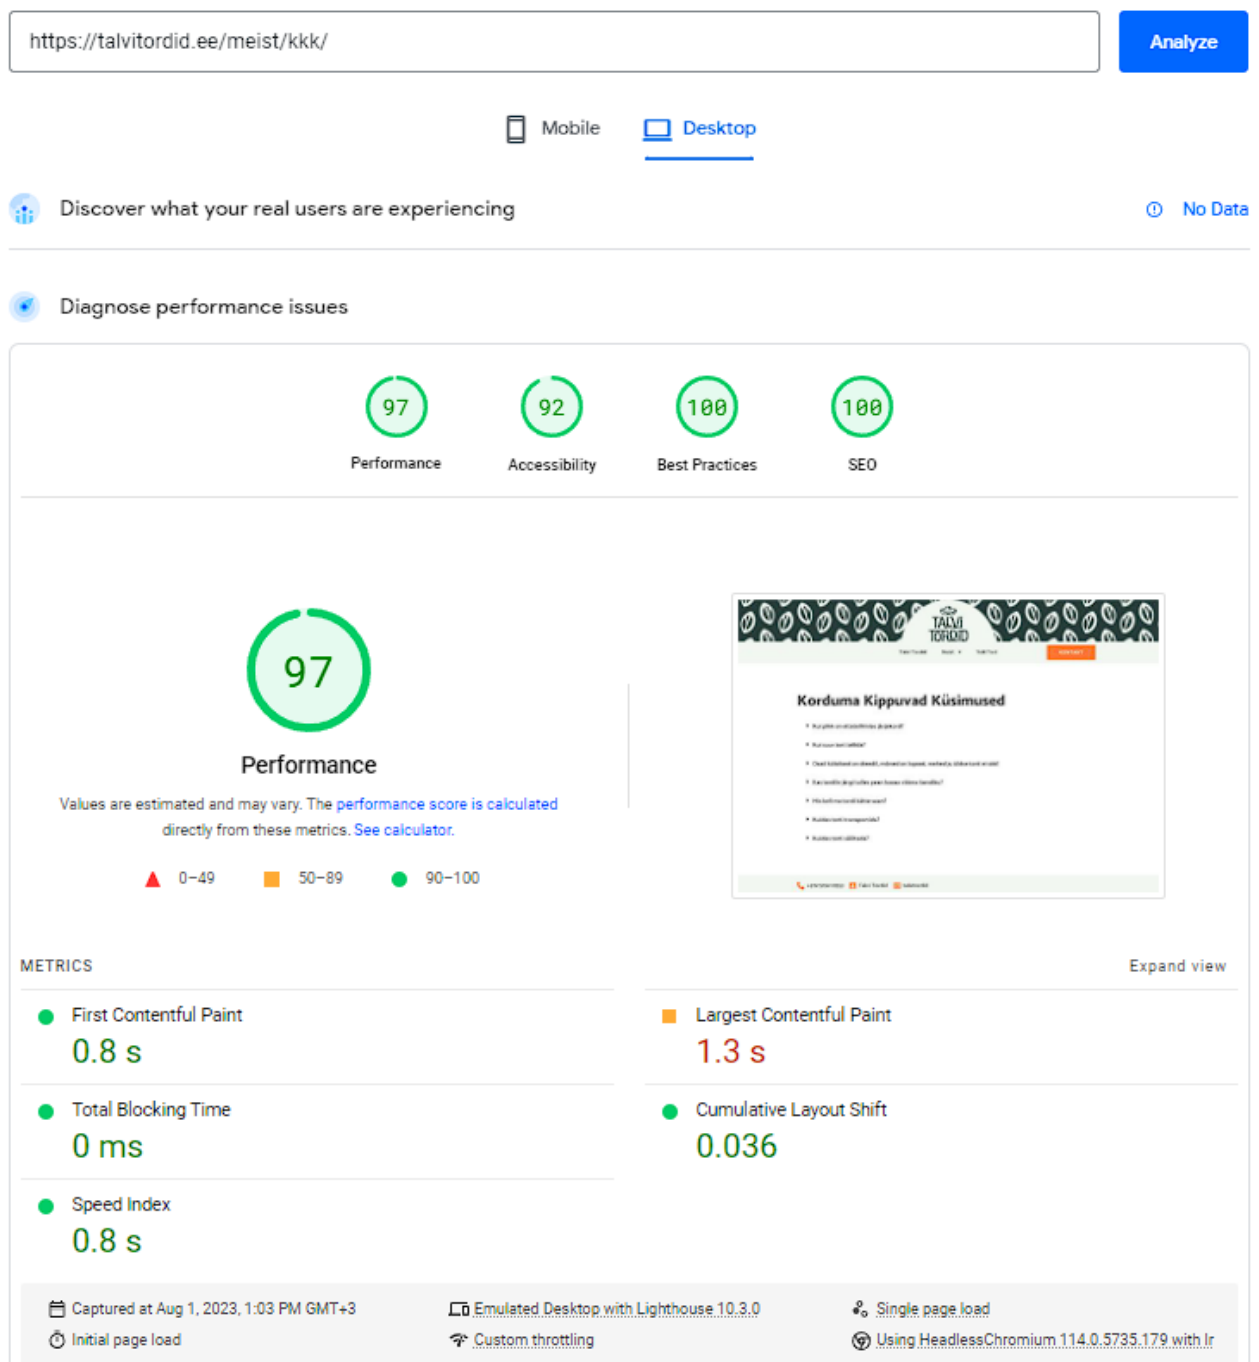 https://talvitordid.ee/meist/kkk/
Analyze
Mobile
Desktop
Discover what your real users are experiencing
No Data
Diagnose performance issues
97
92
100
100
Performance
Accessibility
Best Practices
SEO
97
Performance
Values are estimated and may vary. The performance score is calculated
directly from these metrics. See calculator.
0–49
50–89
90–100
TALVI
TORDID
Korduma Kippuvad Küsimused
METRICS
Expand view
First Contentful Paint
0.8 s
Largest Contentful Paint
1.3 s
Total Blocking Time
0 ms
Cumulative Layout Shift
0.036
Speed Index
0.8 s
Captured at Aug 1, 2023, 1:03 PM GMT+3
Emulated Desktop with Lighthouse 10.3.0
Single page load
Initial page load
Custom throttling
Using HeadlessChromium 114.0.5735.179 with lr